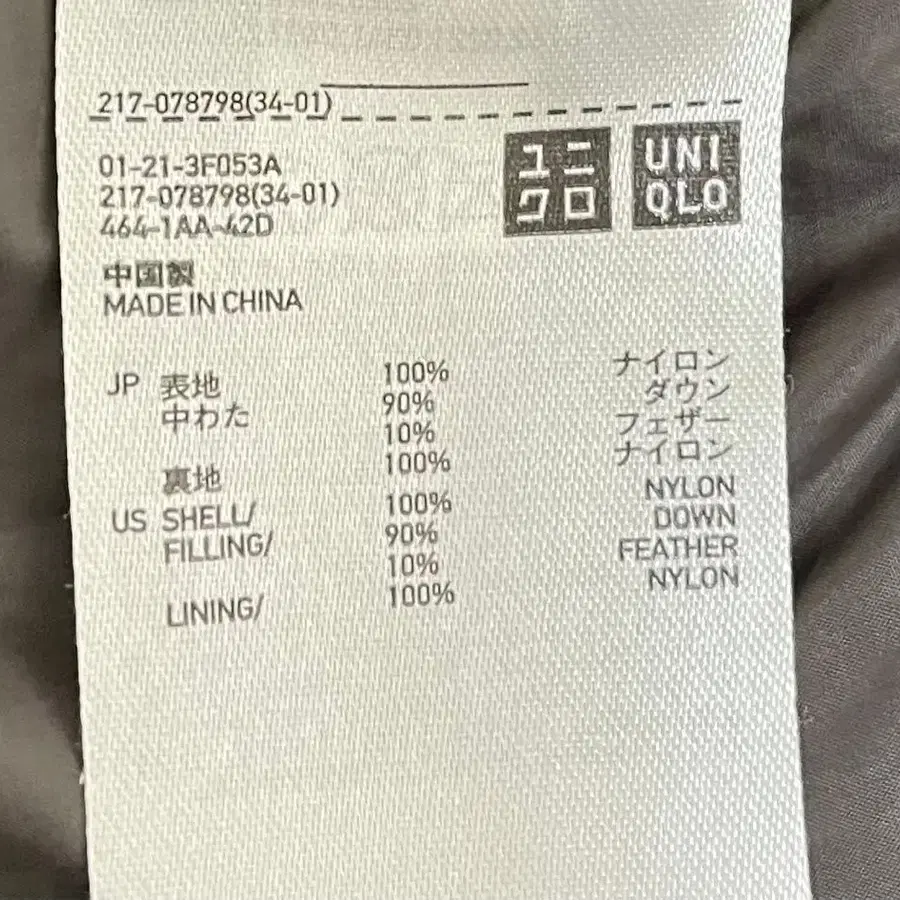 217-078798(34-01)
ユニ
クロ
UNI
QLO
01-21-3F053A
217-078798(34-01)
464-1AA-42D
中国製
MADE IN CHINA
JP 表地 100% ナイロン
中わた 90% ダウン
10% フェザー
裏地 100% ナイロン
US SHELL/ 100% NYLON
FILLING/ 90% DOWN
10% FEATHER
LINING/ 100% NYLON